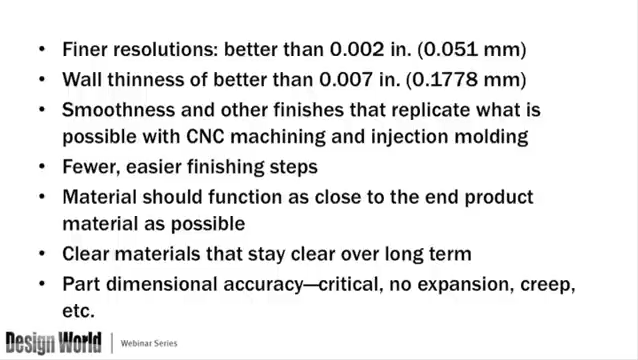 • Finer resolutions: better than 0.002 in. (0.051 mm)
• Wall thinness of better than 0.007 in. (0.1778 mm)
• Smoothness and other finishes that replicate what is
possible with CNC machining and injection molding
• Fewer, easier finishing steps
• Material should function as close to the end product
material as possible
• Clear materials that stay clear over long term
• Part dimensional accuracy—critical, no expansion, creep,
etc.
Design World | Webinar Series